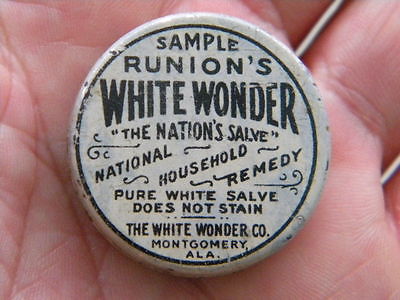 SAMPLE
RUNION'S
WHITE WONDER
"THE NATION'S SALVE"
NATIONAL
HOUSEHOLD
REMEDY
PURE WHITE SALVE
DOES NOT STAIN
THE WHITE WONDER CO.
MONTGOMERY,
ALA.